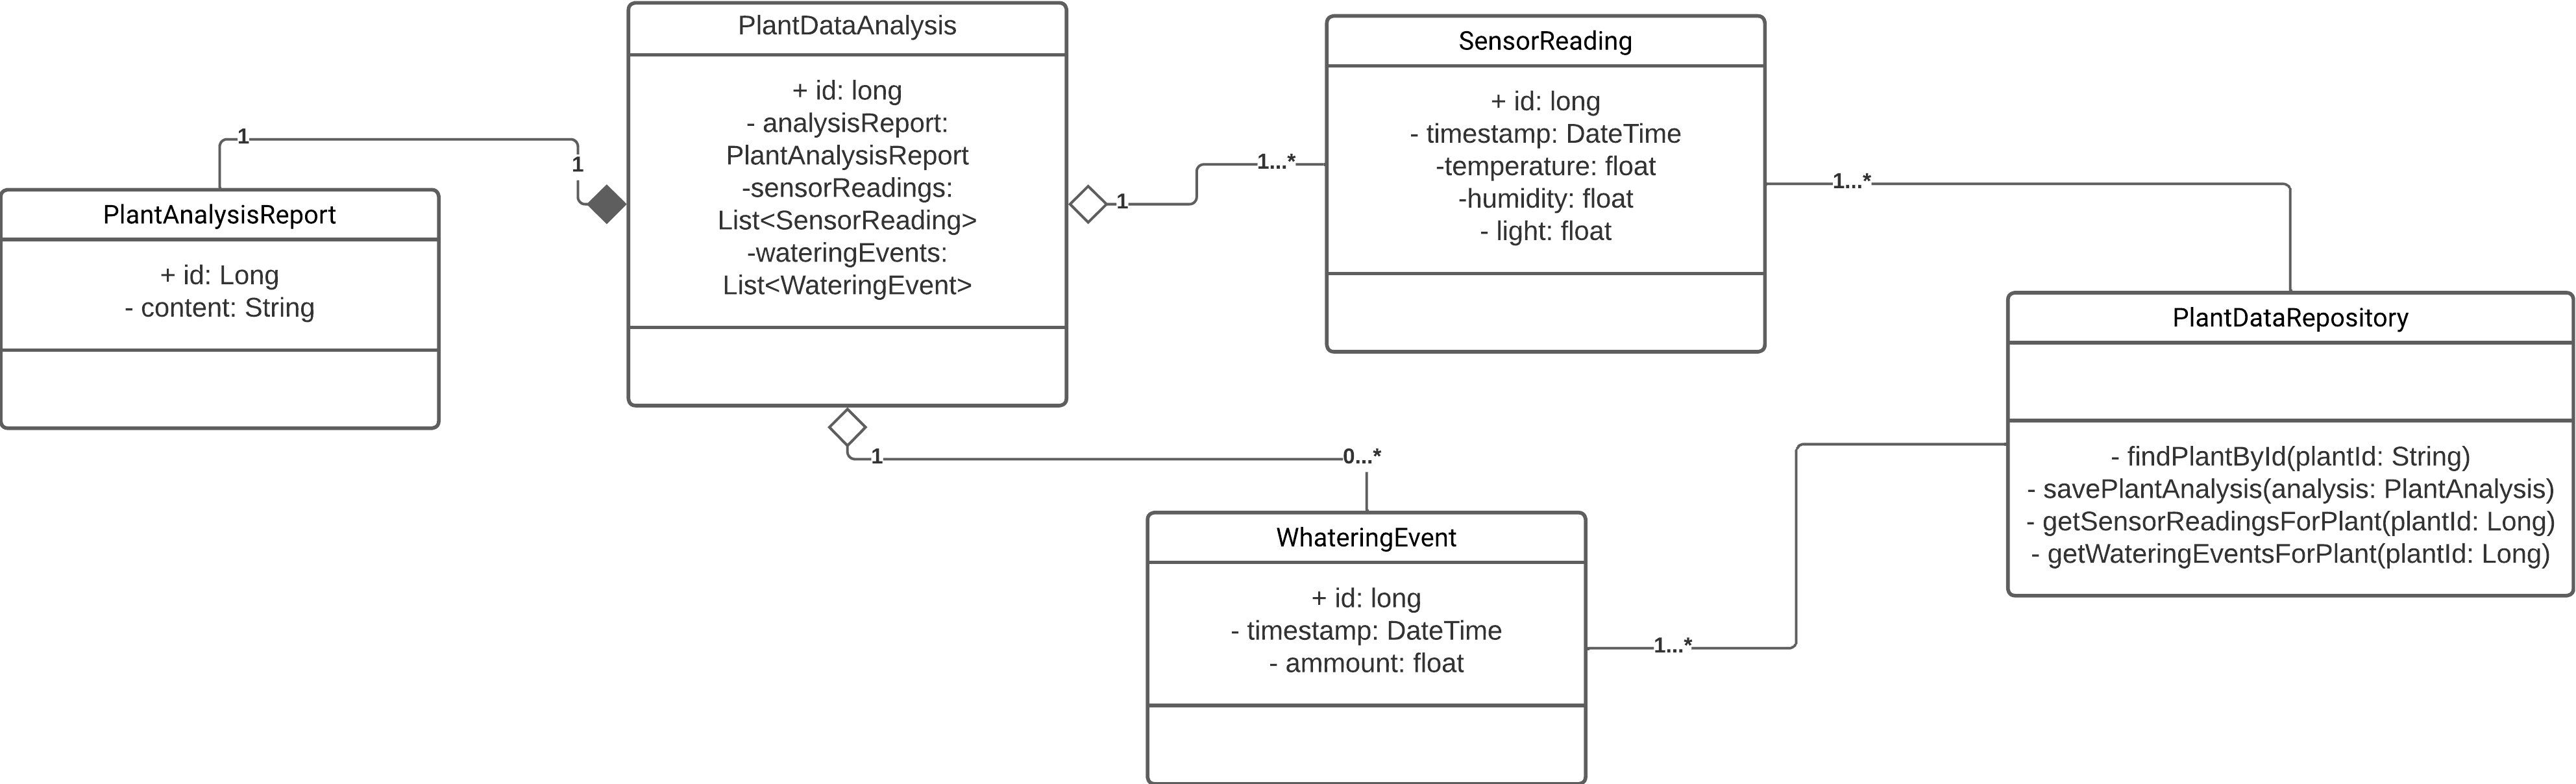 PlantDataAnalysis
+ id: long
- analysisReport:
PlantAnalysisReport
-sensorReadings:
List<SensorReading>
-wateringEvents:
List<WateringEvent>
SensorReading
+ id: long
- timestamp: DateTime
-temperature: float
-humidity: float
- light: float
1
1
1
1...*
1...*
PlantAnalysisReport
+ id: Long
- content: String
PlantDataRepository
- findPlantById(plantId: String)
- savePlantAnalysis(analysis: PlantAnalysis)
- getSensorReadingsForPlant(plantId: Long)
- getWateringEventsForPlant(plantId: Long)
1
0...*
WhateringEvent
+ id: long
- timestamp: DateTime
- ammount: float
1...*